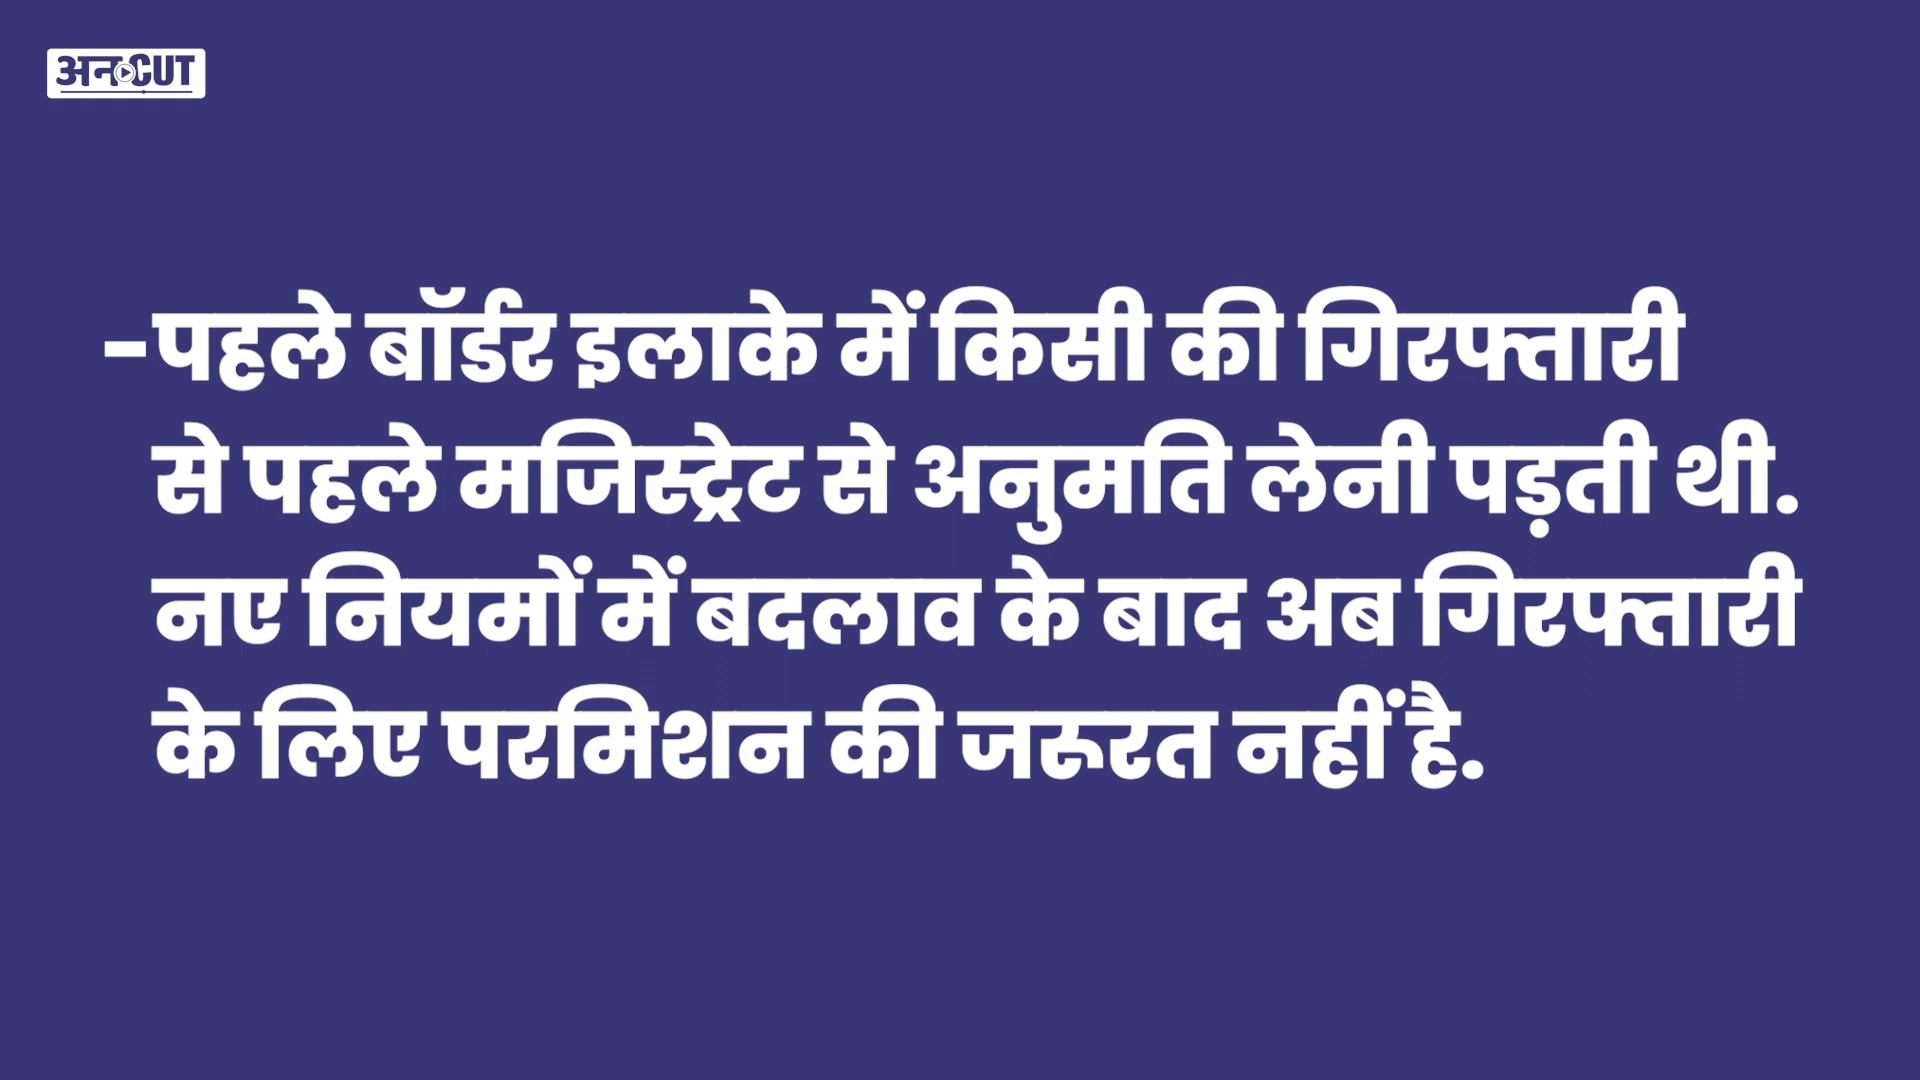 अनCUT
-पहले बॉर्डर इलाके में किसी की गिरफ्तारी
से पहले मजिस्ट्रेट से अनुमति लेनी पड़ती थी.
नए नियमों में बदलाव के बाद अब गिरफ्तारी
के लिए परमिशन की जरूरत नहीं है.